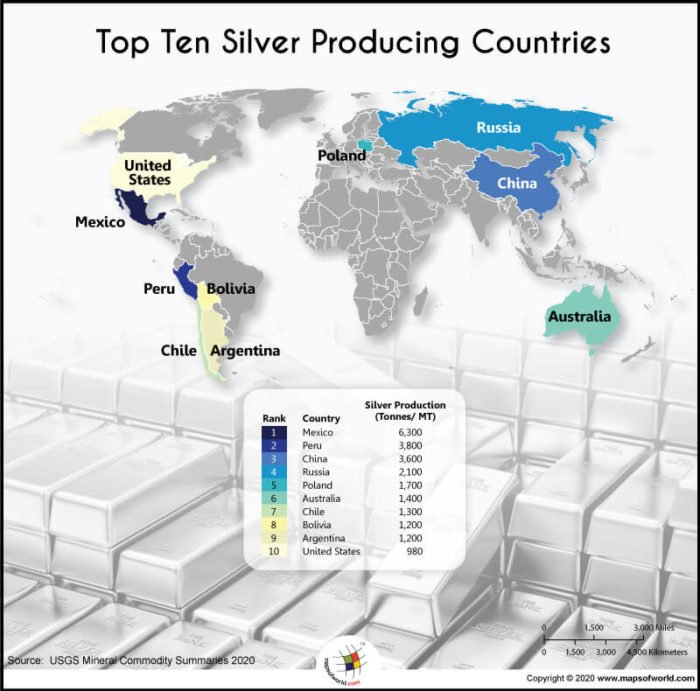 Top Ten Silver Producing Countries
Russia
Poland
United
States
China
Mexico
Peru
Bolivia
Australia
Chile
Argentina
Silver Production
Rank Country (Tonnes/ MT)
1 Mexico 6,300
2 Peru 3,800
3 China 3,600
4 Russia 2,100
5 Poland 1,700
6 Australia 1,400
7 Chile 1,300
8 Bolivia 1,200
9 Argentina 1,200
10 United States 980
0 1,500 3,000 Miles
0 1,500 3,000 4,500 Kilometers
Source: USGS Mineral Commodity Summaries 2020
mapsofworld.com
TM
Copyright © 2020 www.mapsofworld.com